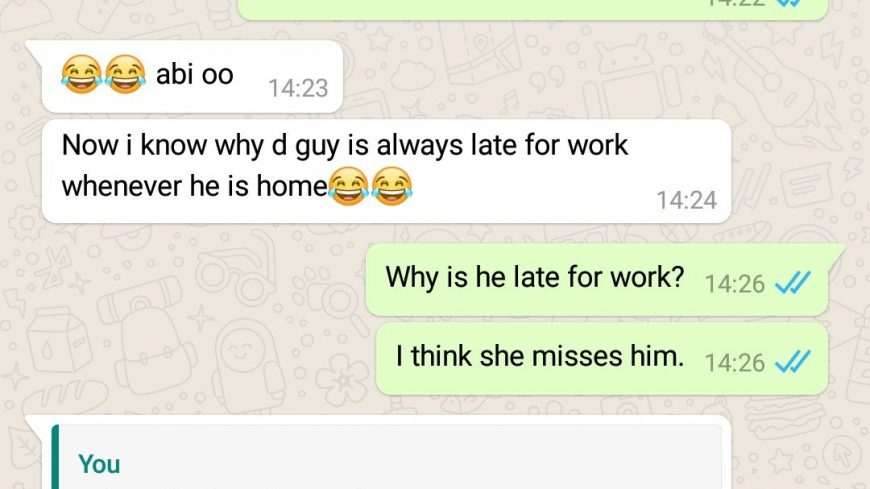 14:22
😂😂 abi oo 14:23
Now i know why d guy is always late for work
whenever he is home😂😂 14:24
Why is he late for work? 14:26
I think she misses him. 14:26
You